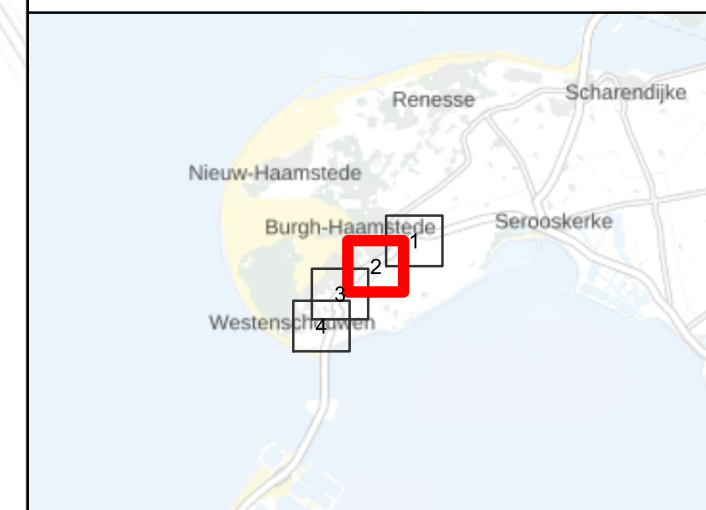 Scharendijke
Renesse
Nieuw-Haamstede
Burgh-Haamstede
Serooskerke
1
2
3
Westenschouwen
4